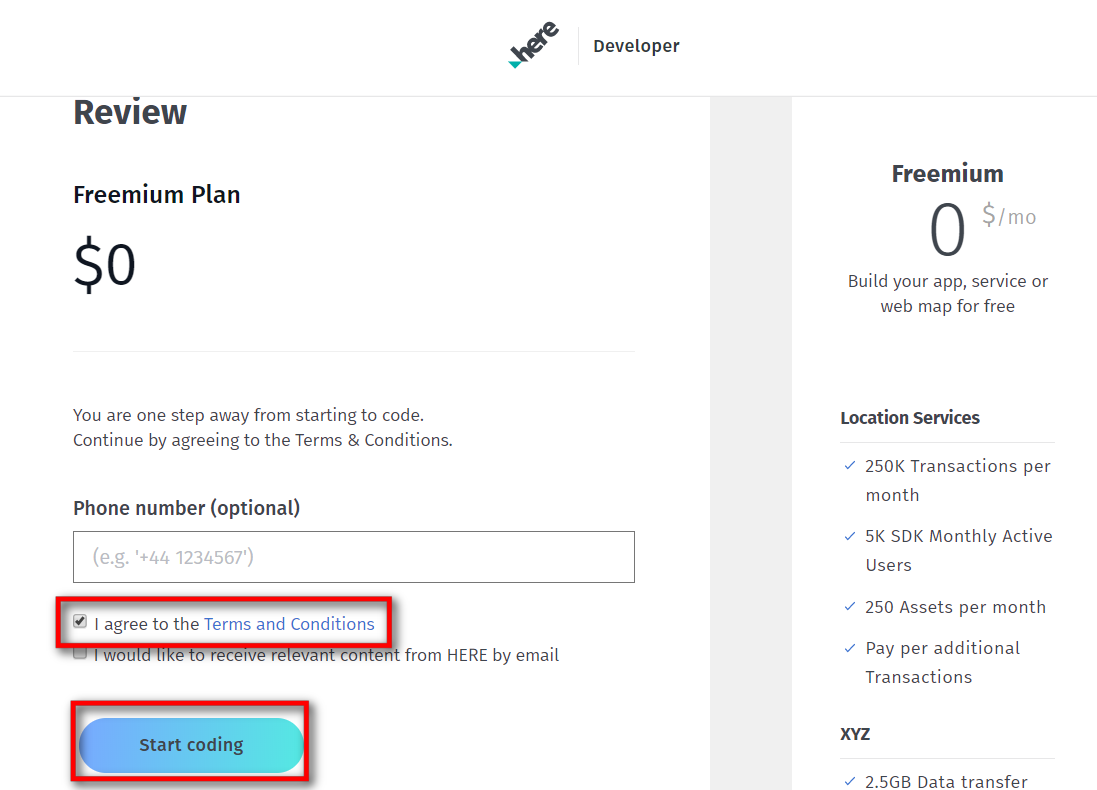 here
Developer
Review
Freemium Plan
$0
You are one step away from starting to code.
Continue by agreeing to the Terms & Conditions.
Phone number (optional)
(e.g. '+44 1234567')
I agree to the Terms and Conditions
I would like to receive relevant content from HERE by email
Start coding
Freemium
0 $/mo
Build your app, service or
web map for free
Location Services
250K Transactions per
month
5K SDK Monthly Active
Users
250 Assets per month
Pay per additional
Transactions
XYZ
2.5GB Data transfer